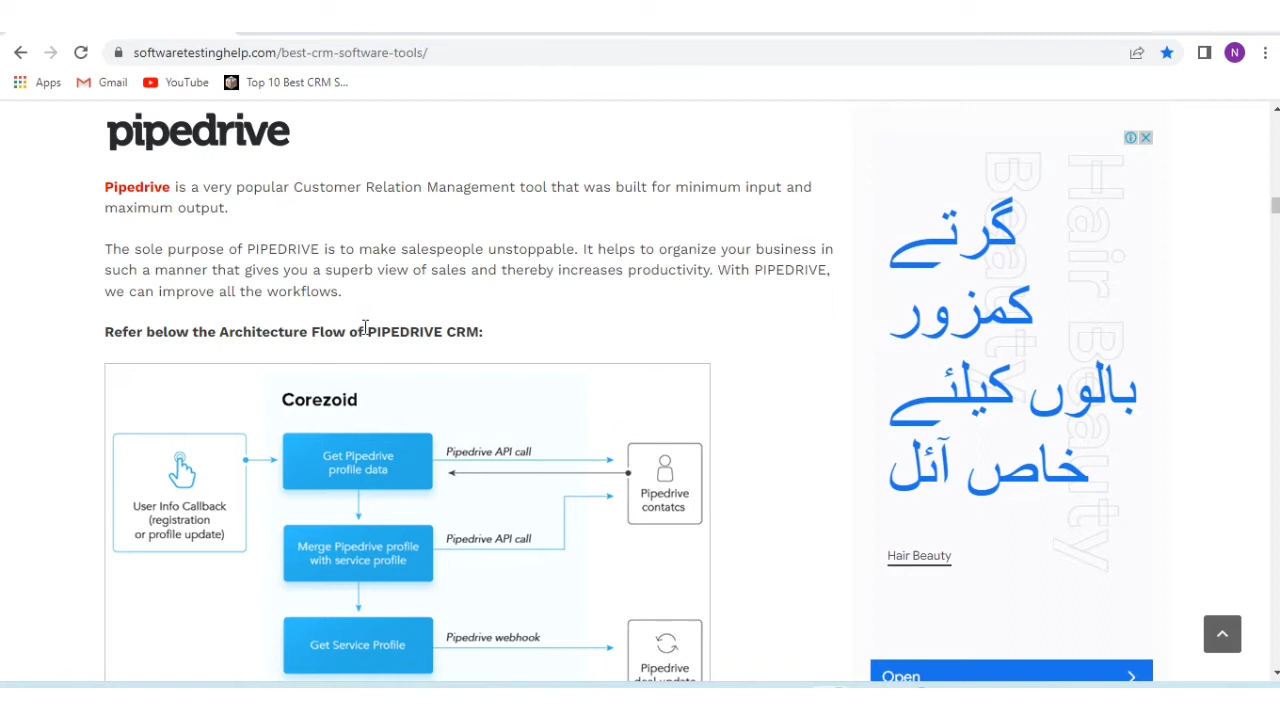 softwaretestinghelp.com/best-crm-software-tools/
N
Apps
Gmail
YouTube
Top 10 Best CRM S...
pipedrive
Pipedrive is a very popular Customer Relation Management tool that was built for minimum input and
maximum output.
The sole purpose of PIPEDRIVE is to make salespeople unstoppable. It helps to organize your business in
such a manner that gives you a superb view of sales and thereby increases productivity. With PIPEDRIVE,
we can improve all the workflows.
Refer below the Architecture Flow of PIPEDRIVE CRM:
Corezoid
User Info Callback
(registration
or profile update)
Get Pipedrive
profile data
Pipedrive API call
Pipedrive
contatcs
Merge Pipedrive profile
with service profile
Pipedrive API call
Get Service Profile
Pipedrive webhook
Pipedrive
deal update
Hair Beauty
گرتے
کمزور
بالوں کیلئے
خاص آئل
Hair Beauty
Open